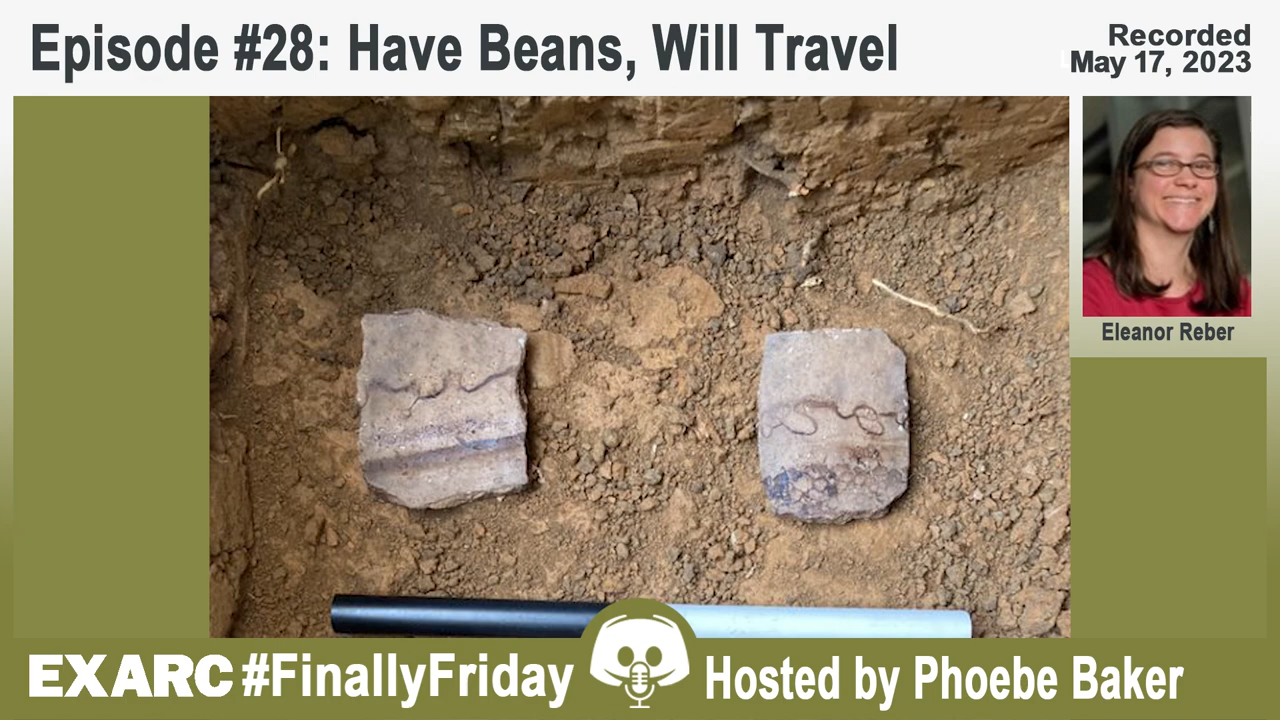 Episode #28: Have Beans, Will Travel
Recorded
May 17, 2023
Eleanor Reber
EXARC #FinallyFriday
Hosted by Phoebe Baker